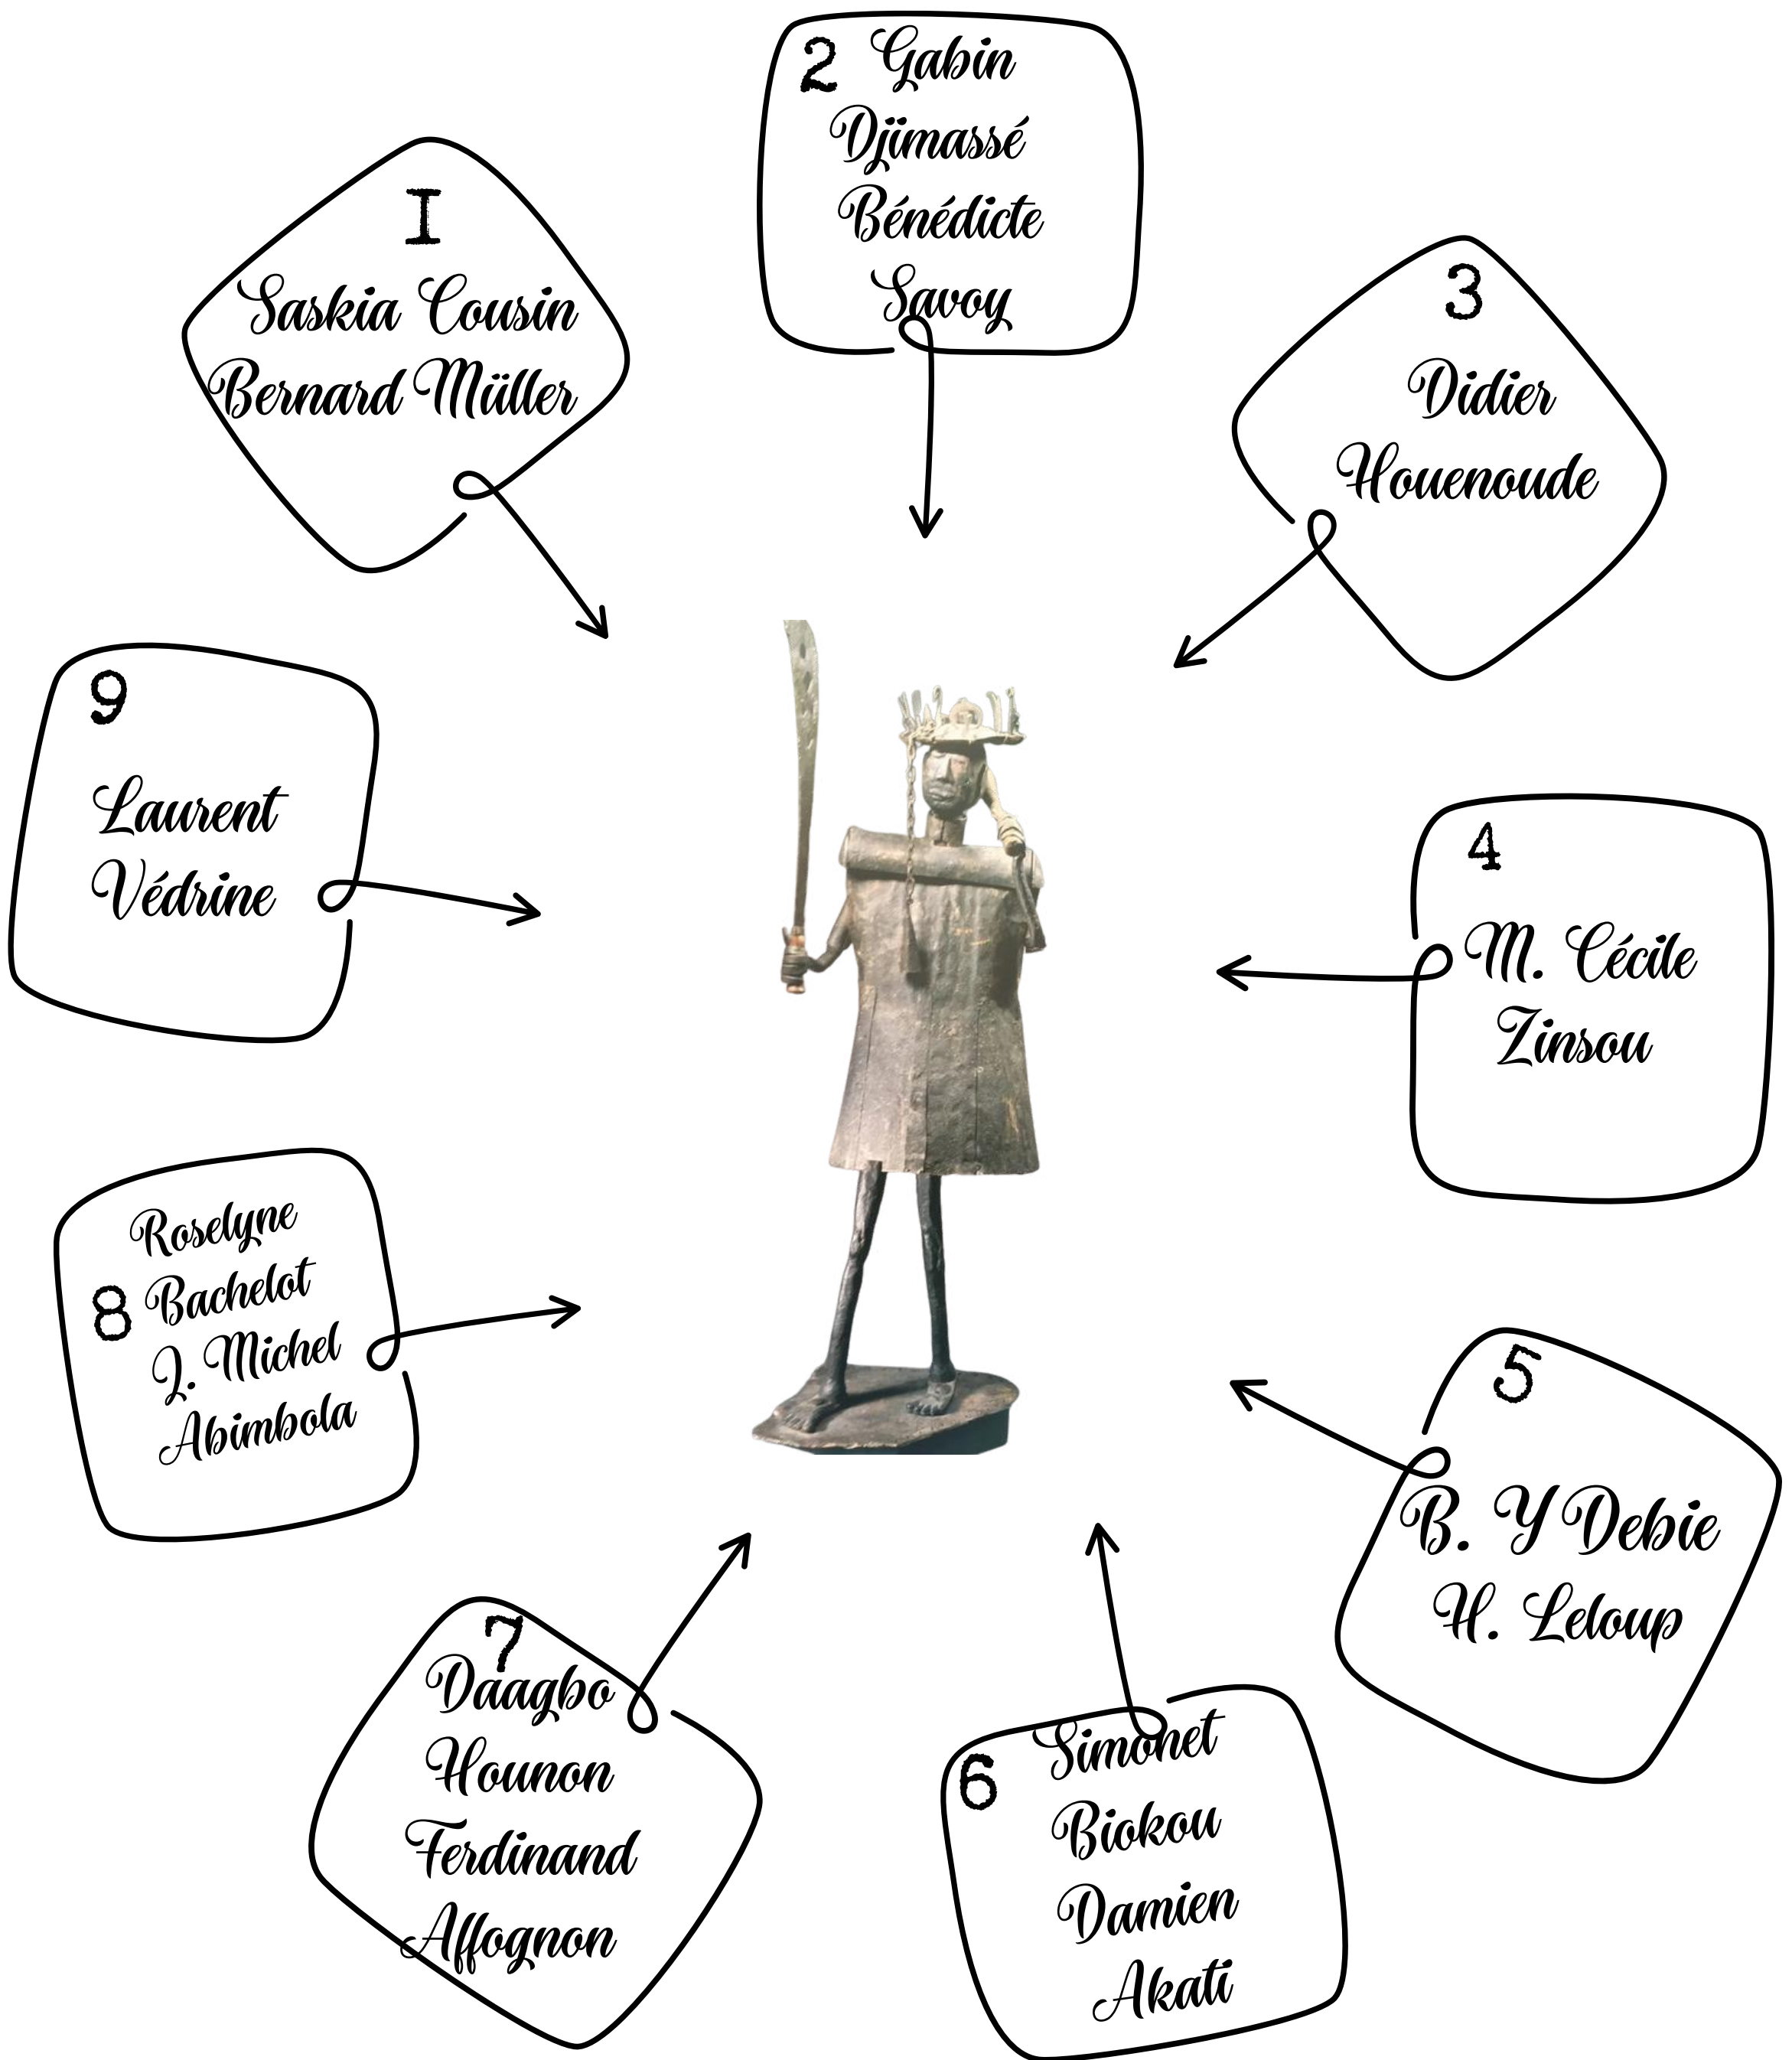 1
Saskia Cousin
Bernard Müller
2 Gabin
Djimassé
Bénédicte
Savoy
3
Didier
Houenoude
4
M. Cécile
Zinsou
5
B. Y Debie
H. Leloup
6 Simonet
Biokou
Damien
Akati
7
Daagbo
Hounon
Ferdinand
Affognon
Roselyne
8 Bachelot
J. Michel
Abimbola
9
Laurent
Védrine